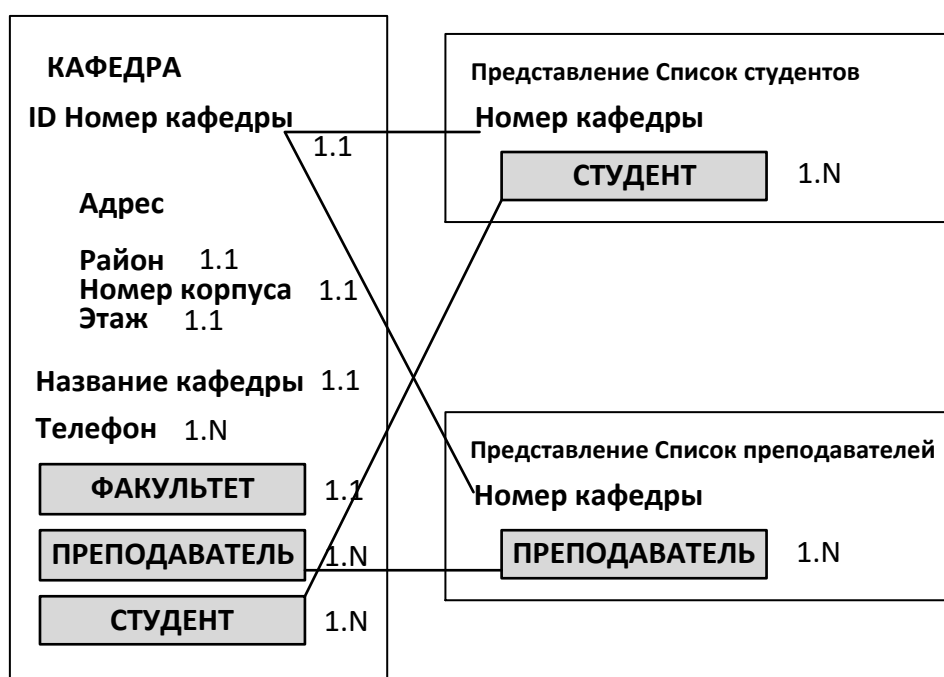 КАФЕДРА
ID Номер кафедры
1.1
Адрес
Район 1.1
Номер корпуса 1.1
Этаж 1.1
Название кафедры 1.1
Телефон 1.N
ФАКУЛЬТЕТ 1.1
ПРЕПОДАВАТЕЛЬ 1.N
СТУДЕНТ 1.N
Представление Список студентов
Номер кафедры
СТУДЕНТ 1.N
Представление Список преподавателей
Номер кафедры
ПРЕПОДАВАТЕЛЬ 1.N